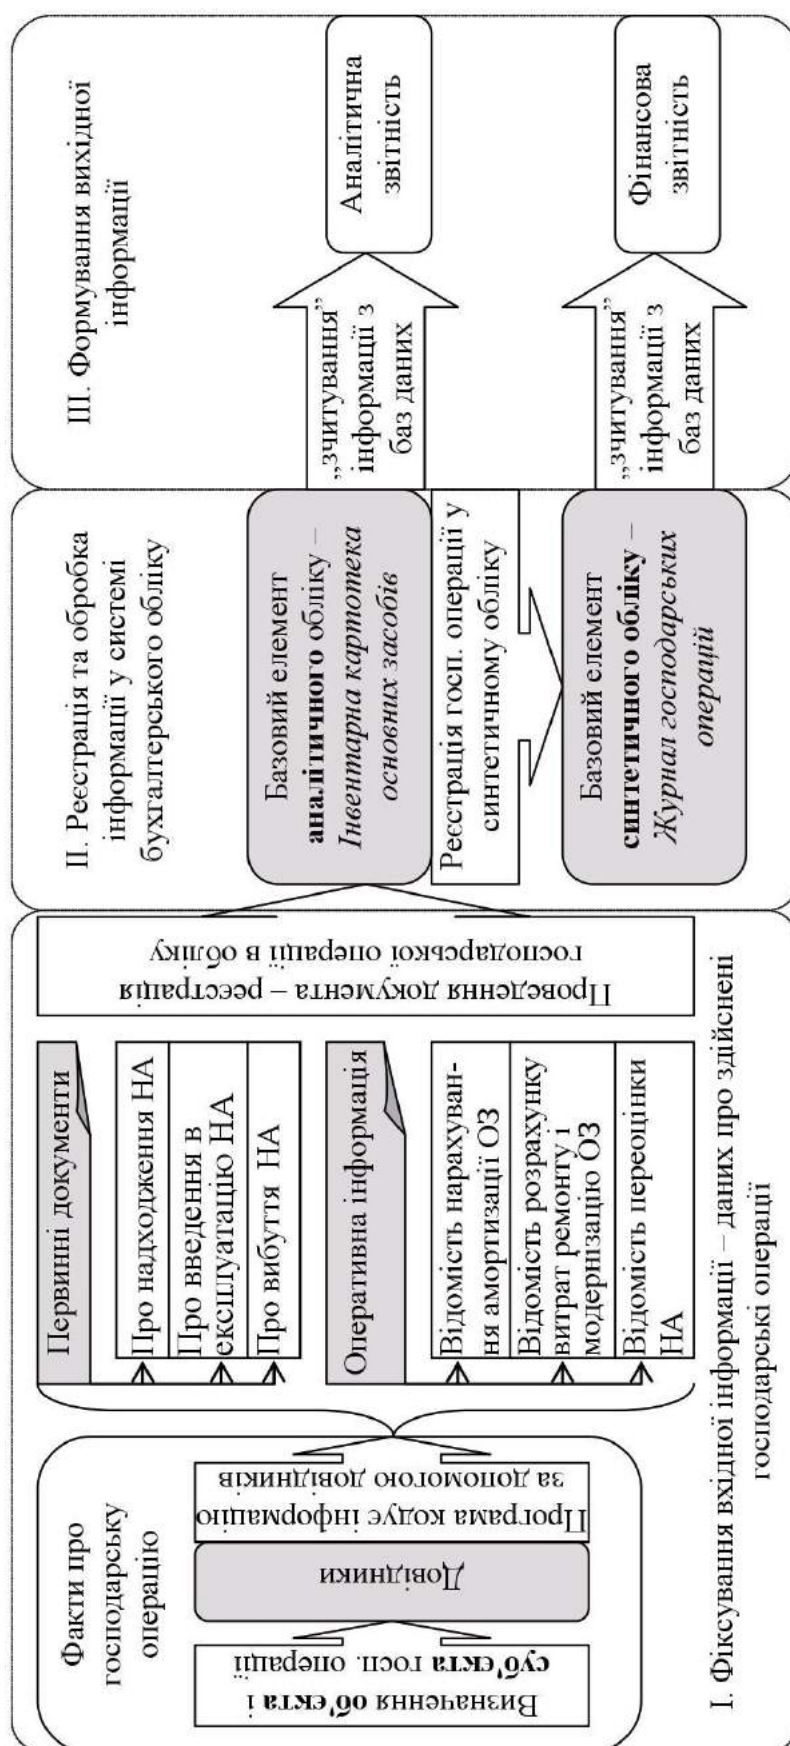 Факти про
господарську
операцію
Визначення об'єкта і
суб'єкта госп. операції
Довідники
Програма кодує інформацію
за допомогою довідників
Первинні документи
Про надходження НА
Про введення в
експлуатацію НА
Про вибуття НА
Оперативна інформація
Відомість нарахуван-
ня амортизації ОЗ
Відомість розрахунку
витрат ремонту і
модернізацію ОЗ
Відомість переоцінки
НА
Проведення документа – реєстрація
господарської операції в обліку
І. Фіксування вхідної інформації – даних про здійснені
господарські операції
ІІ. Реєстрація та обробка
інформації у системі
бухгалтерського обліку
Базовий елемент
аналітичного обліку –
Інвентарна картотека
основних засобів
Реєстрація госп. операції у
синтетичному обліку
Базовий елемент
синтетичного обліку –
Журнал господарських
операцій
ІІІ. Формування вихідної
інформації
„зчитування”
інформації з
баз даних
Аналітична
звітність
„зчитування”
інформації з
баз даних
Фінансова
звітність